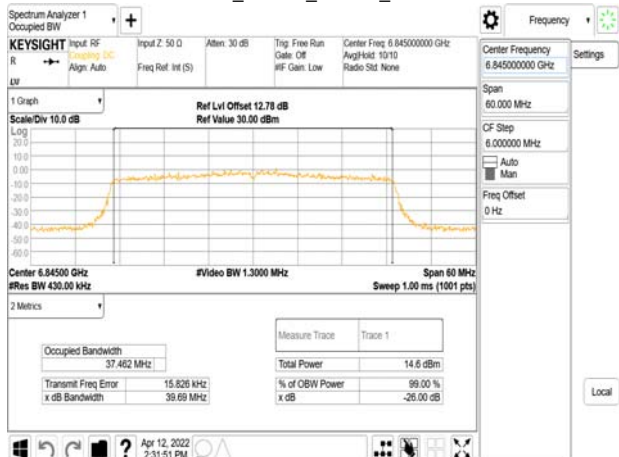 Spectrum Analyzer 1
Occupied BW
Frequency
KEYSIGHT
R
Input: RF
Coupling: DC
Align: Auto
Input Z: 50 Ω
Freq Ref: Int (S)
Atten: 30 dB
Trig: Free Run
Gate: Off
#IF Gain: Low
Center Freq: 6.845000000 GHz
Avg|Hold: 10/10
Radio Std: None
Center Frequency
6.845000000 GHz
Settings
Span
60.000 MHz
CF Step
6.000000 MHz
Auto
Man
Freq Offset
0 Hz
1 Graph
Scale/Div 10.0 dB
Ref Lvl Offset 12.78 dB
Ref Value 30.00 dBm
Log
20.0
10.0
0.00
-10.0
-20.0
-30.0
-40.0
-50.0
-60.0
Center 6.84500 GHz
#Res BW 430.00 kHz
#Video BW 1.3000 MHz
Span 60 MHz
Sweep 1.00 ms (1001 pts)
2 Metrics
Measure Trace
Trace 1
Occupied Bandwidth
37.462 MHz
Total Power
14.6 dBm
Transmit Freq Error
15.826 kHz
% of OBW Power
99.00 %
x dB Bandwidth
39.69 MHz
x dB
-26.00 dB
Local
Apr 12, 2022
2:31:51 PM